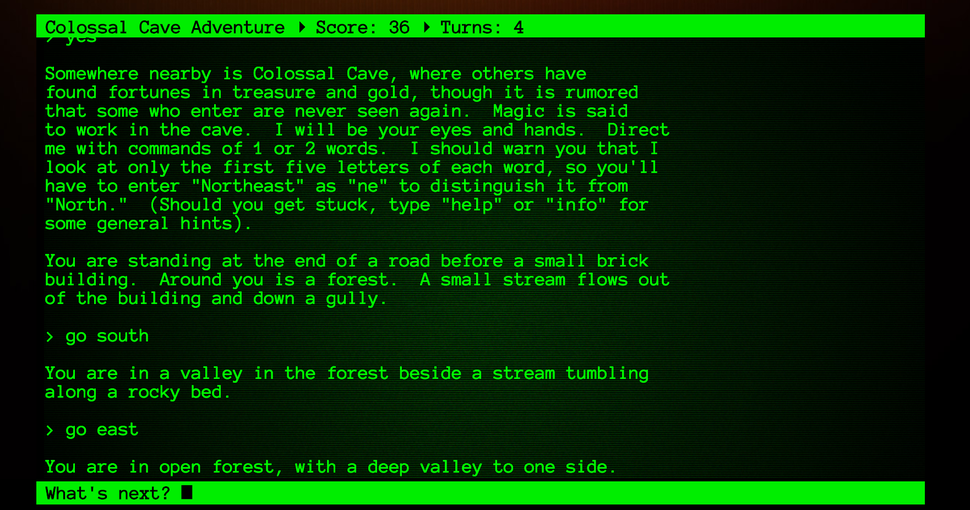 Colossal Cave Adventure ▸ Score: 36 ▸ Turns: 4
> yes
Somewhere nearby is Colossal Cave, where others have
found fortunes in treasure and gold, though it is rumored
that some who enter are never seen again.  Magic is said
to work in the cave.  I will be your eyes and hands.  Direct
me with commands of 1 or 2 words.  I should warn you that I
look at only the first five letters of each word, so you'll
have to enter "Northeast" as "ne" to distinguish it from
"North."  (Should you get stuck, type "help" or "info" for
some general hints).
You are standing at the end of a road before a small brick
building.  Around you is a forest.  A small stream flows out
of the building and down a gully.
> go south
You are in a valley in the forest beside a stream tumbling
along a rocky bed.
> go east
You are in open forest, with a deep valley to one side.
What's next?